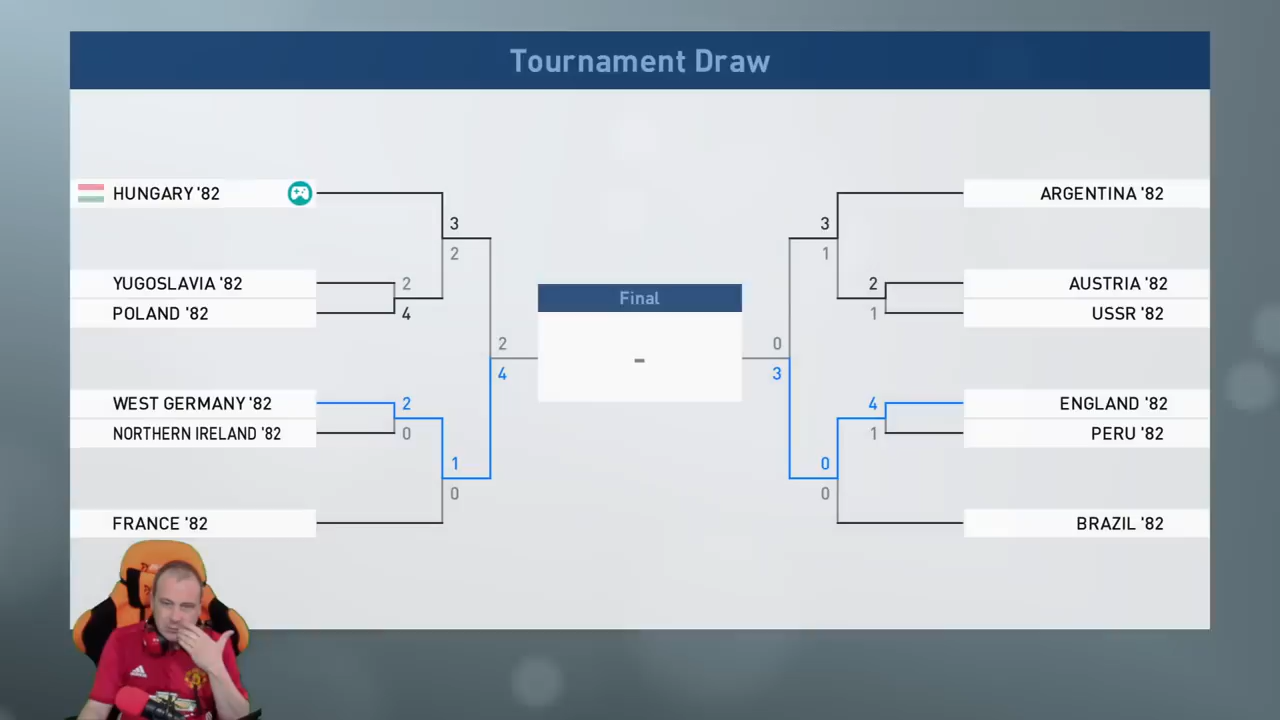 Tournament Draw
HUNGARY '82
3
2
YUGOSLAVIA '82
2
POLAND '82
4
2
4
WEST GERMANY '82
2
NORTHERN IRELAND '82
0
1
0
FRANCE '82
Final
-
ARGENTINA '82
3
1
AUSTRIA '82
2
USSR '82
1
0
3
ENGLAND '82
4
PERU '82
1
0
0
BRAZIL '82